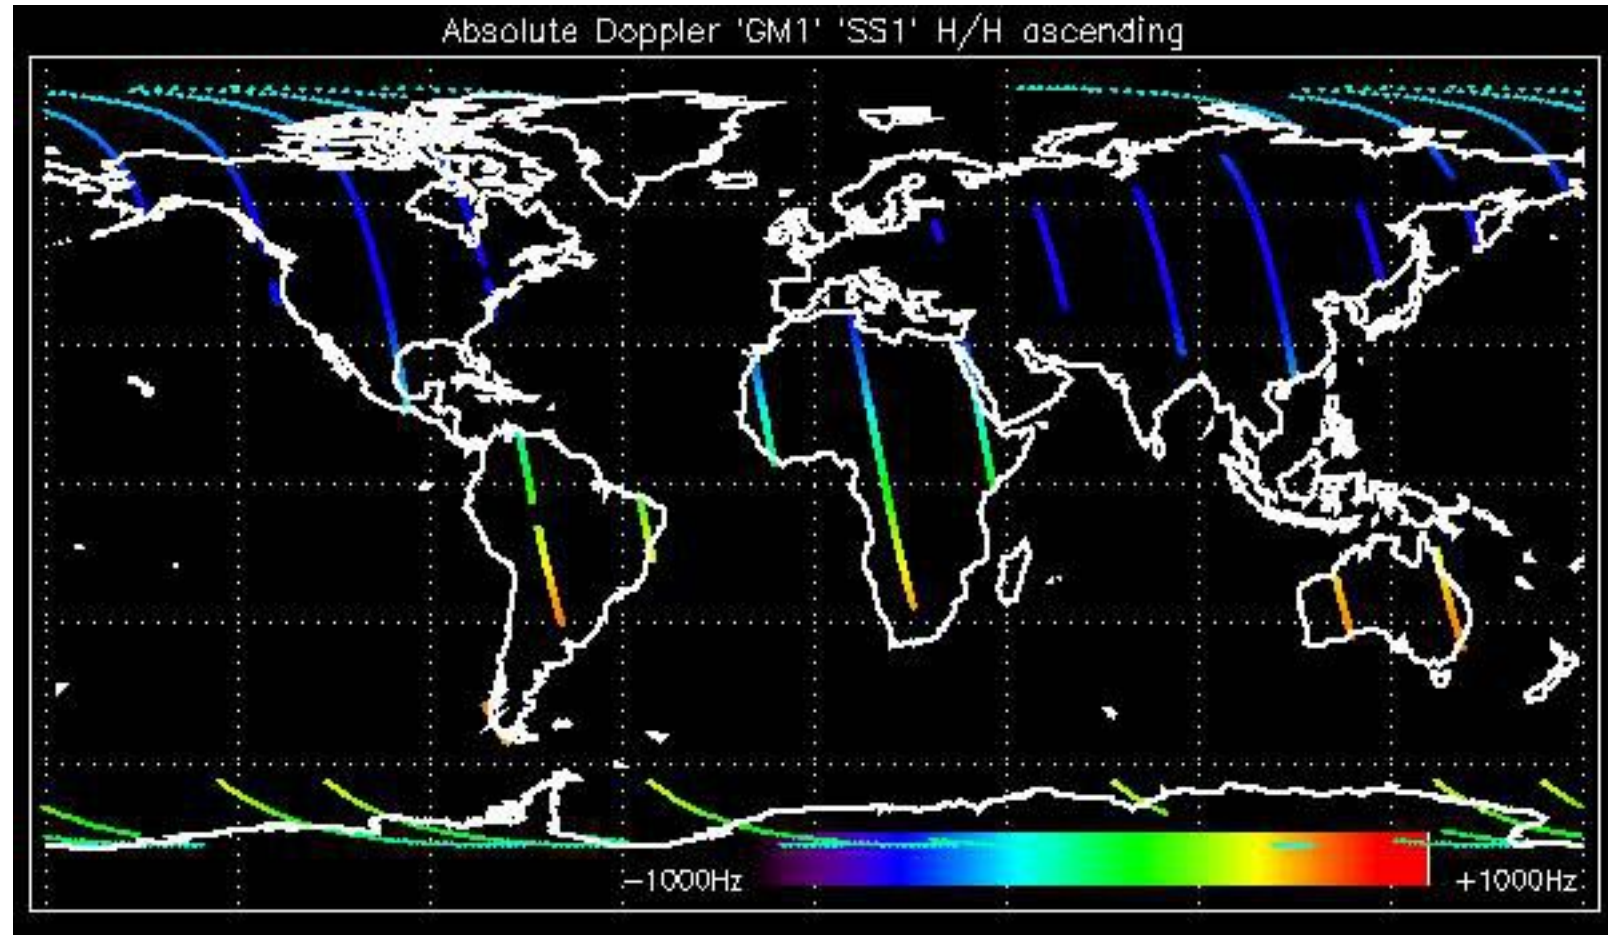 Absolute Doppler 'GM1' 'SS1' H/H ascending
−1000Hz
+1000Hz